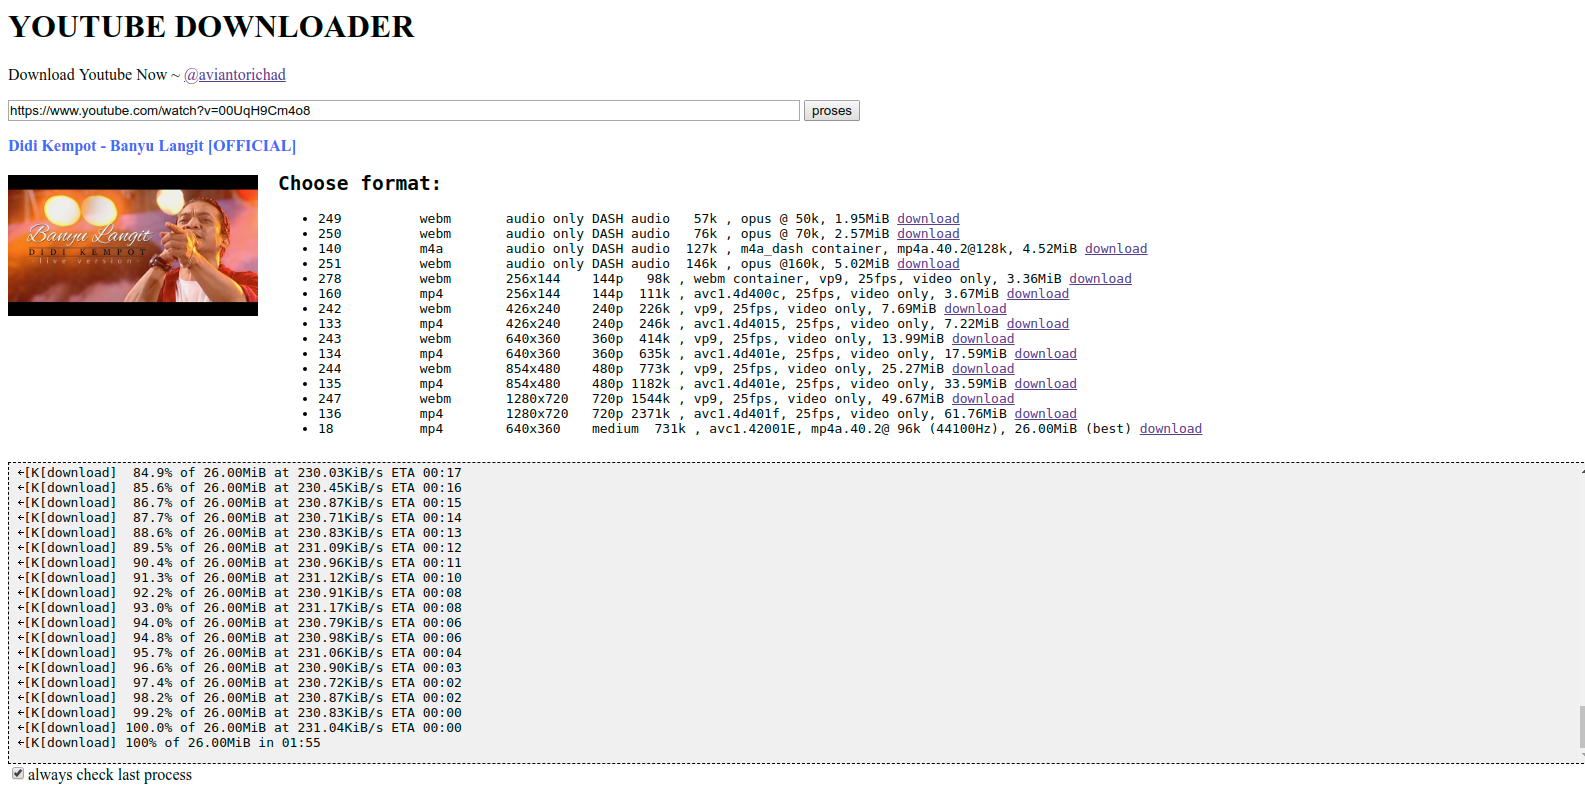 YOUTUBE DOWNLOADER
Download Youtube Now ~ @aviantorichad
https://www.youtube.com/watch?v=00UqH9Cm4o8 proses
Didi Kempot - Banyu Langit [OFFICIAL]
Banyu Langit
DIDI KEMPOT
-live version-
Choose format:
• 249 webm audio only DASH audio 57k , opus @ 50k, 1.95MiB download
• 250 webm audio only DASH audio 76k , opus @ 70k, 2.57MiB download
• 140 m4a audio only DASH audio 127k , m4a_dash container, mp4a.40.2@128k, 4.52MiB download
• 251 webm audio only DASH audio 146k , opus @160k, 5.02MiB download
• 278 webm 256x144 144p 98k , webm container, vp9, 25fps, video only, 3.36MiB download
• 160 mp4 256x144 144p 111k , avc1.4d400c, 25fps, video only, 3.67MiB download
• 242 webm 426x240 240p 226k , vp9, 25fps, video only, 7.69MiB download
• 133 mp4 426x240 240p 246k , avc1.4d4015, 25fps, video only, 7.22MiB download
• 243 webm 640x360 360p 414k , vp9, 25fps, video only, 13.99MiB download
• 134 mp4 640x360 360p 635k , avc1.4d401e, 25fps, video only, 17.59MiB download
• 244 webm 854x480 480p 773k , vp9, 25fps, video only, 25.27MiB download
• 135 mp4 854x480 480p 1182k , avc1.4d401e, 25fps, video only, 33.59MiB download
• 247 webm 1280x720 720p 1544k , vp9, 25fps, video only, 49.67MiB download
• 136 mp4 1280x720 720p 2371k , avc1.4d401f, 25fps, video only, 61.76MiB download
• 18 mp4 640x360 medium 731k , avc1.42001E, mp4a.40.2@ 96k (44100Hz), 26.00MiB (best) download
←[K[download] 84.9% of 26.00MiB at 230.03KiB/s ETA 00:17
←[K[download] 85.6% of 26.00MiB at 230.45KiB/s ETA 00:16
←[K[download] 86.7% of 26.00MiB at 230.87KiB/s ETA 00:15
←[K[download] 87.7% of 26.00MiB at 230.71KiB/s ETA 00:14
←[K[download] 88.6% of 26.00MiB at 230.83KiB/s ETA 00:13
←[K[download] 89.5% of 26.00MiB at 231.09KiB/s ETA 00:12
←[K[download] 90.4% of 26.00MiB at 230.96KiB/s ETA 00:11
←[K[download] 91.3% of 26.00MiB at 231.12KiB/s ETA 00:10
←[K[download] 92.2% of 26.00MiB at 230.91KiB/s ETA 00:08
←[K[download] 93.0% of 26.00MiB at 231.17KiB/s ETA 00:08
←[K[download] 94.0% of 26.00MiB at 230.79KiB/s ETA 00:06
←[K[download] 94.8% of 26.00MiB at 230.98KiB/s ETA 00:06
←[K[download] 95.7% of 26.00MiB at 231.06KiB/s ETA 00:04
←[K[download] 96.6% of 26.00MiB at 230.90KiB/s ETA 00:03
←[K[download] 97.4% of 26.00MiB at 230.72KiB/s ETA 00:02
←[K[download] 98.2% of 26.00MiB at 230.87KiB/s ETA 00:02
←[K[download] 99.2% of 26.00MiB at 230.83KiB/s ETA 00:00
←[K[download] 100.0% of 26.00MiB at 231.04KiB/s ETA 00:00
←[K[download] 100% of 26.00MiB in 01:55
always check last process